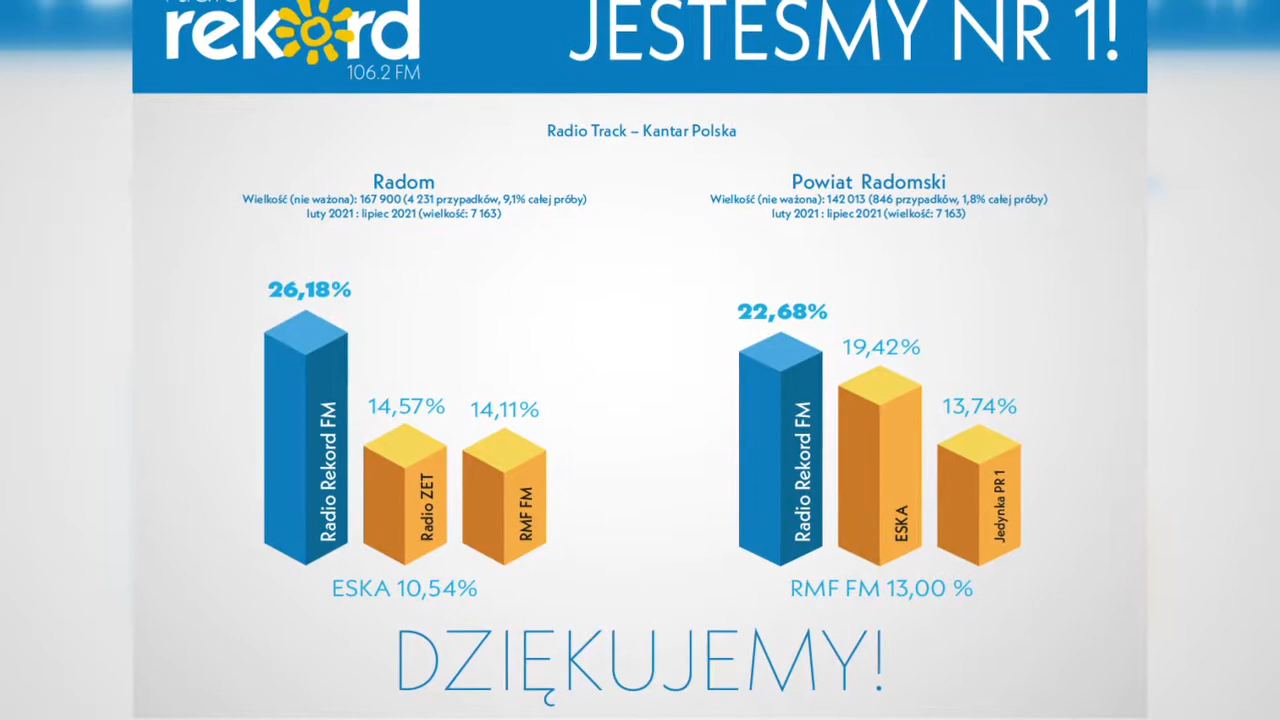 radio
rekord
106.2 FM
JESTEŚMY NR 1!
Radio Track – Kantar Polska
Radom
Wielkość (nie ważona): 167 900 (4 231 przypadków, 9,1% całej próby)
luty 2021 : lipiec 2021 (wielkość: 7 163)
26,18%
14,57%
14,11%
Radio Rekord FM
Radio ZET
RMF FM
ESKA 10,54%
Powiat Radomski
Wielkość (nie ważona): 142 013 (846 przypadków, 1,8% całej próby)
luty 2021 : lipiec 2021 (wielkość: 7 163)
22,68%
19,42%
13,74%
Radio Rekord FM
ESKA
Jedynka PR 1
RMF FM 13,00 %
DZIĘKUJEMY!